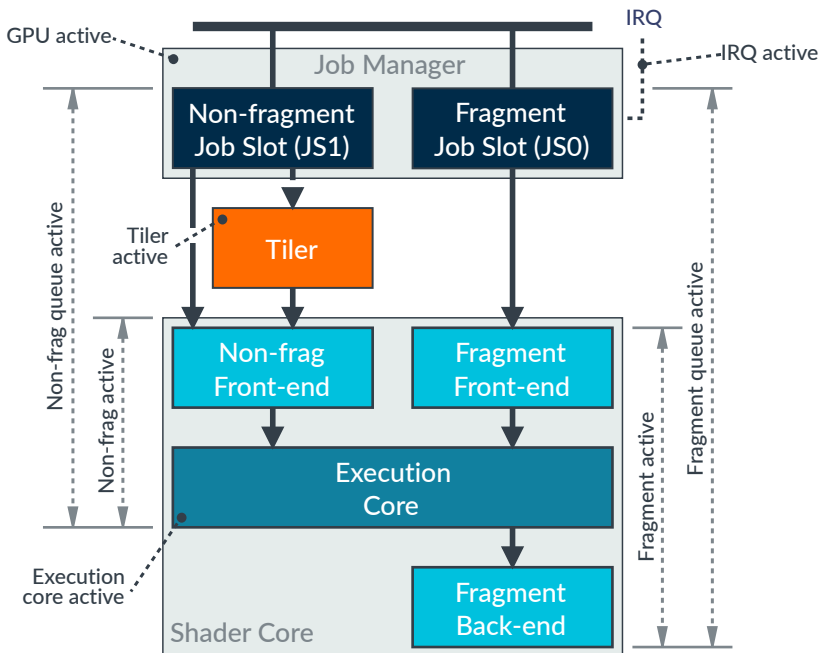 IRQ
GPU active
IRQ active
Job Manager
Non-fragment
Job Slot (JS1)
Fragment
Job Slot (JS0)
Tiler
active
Tiler
Non-frag queue active
Non-frag active
Non-frag
Front-end
Fragment
Front-end
Fragment active
Fragment queue active
Execution
Core
Execution
core active
Fragment
Back-end
Shader Core